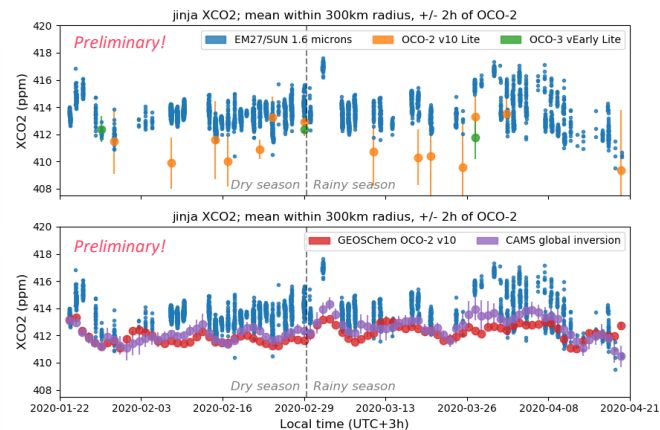 jinja XCO2; mean within 300km radius, +/- 2h of OCO-2
420
418
416
414
412
410
408
XCO2 (ppm)
Preliminary!
EM27/SUN 1.6 microns
OCO-2 v10 Lite
OCO-3 vEarly Lite
Dry season
Rainy season
jinja XCO2; mean within 300km radius, +/- 2h of OCO-2
420
418
416
414
412
410
408
XCO2 (ppm)
Preliminary!
GEOSChem OCO-2 v10
CAMS global inversion
Dry season
Rainy season
2020-01-22
2020-02-03
2020-02-16
2020-02-29
2020-03-13
2020-03-26
2020-04-08
2020-04-21
Local time (UTC+3h)